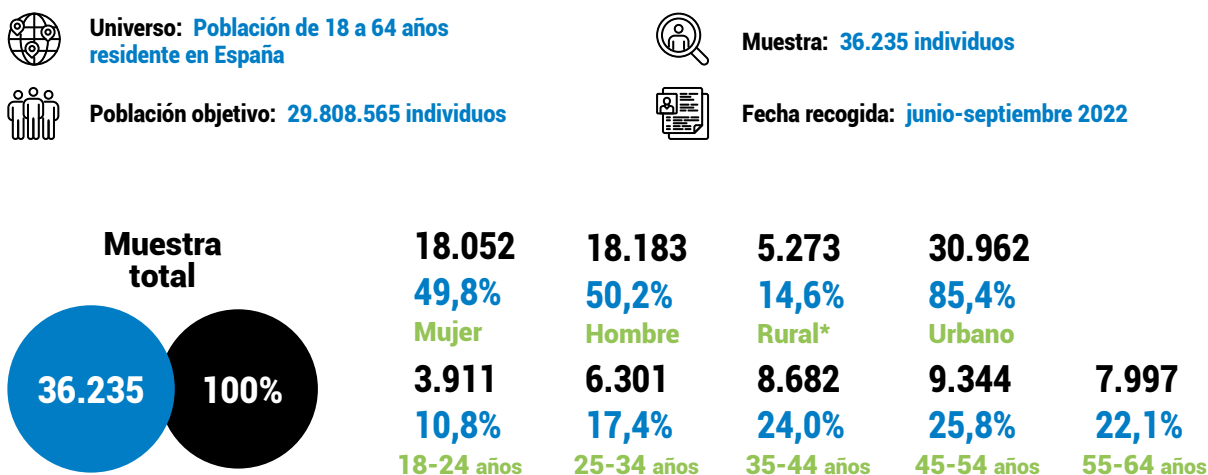 Universo: Población de 18 a 64 años
residente en España
Muestra: 36.235 individuos
Población objetivo: 29.808.565 individuos
Fecha recogida: junio-septiembre 2022
Muestra
total
36.235 100%
18.052 18.183 5.273 30.962
49,8% 50,2% 14,6% 85,4%
Mujer Hombre Rural* Urbano
3.911 6.301 8.682 9.344 7.997
10,8% 17,4% 24,0% 25,8% 22,1%
18-24 años 25-34 años 35-44 años 45-54 años 55-64 años